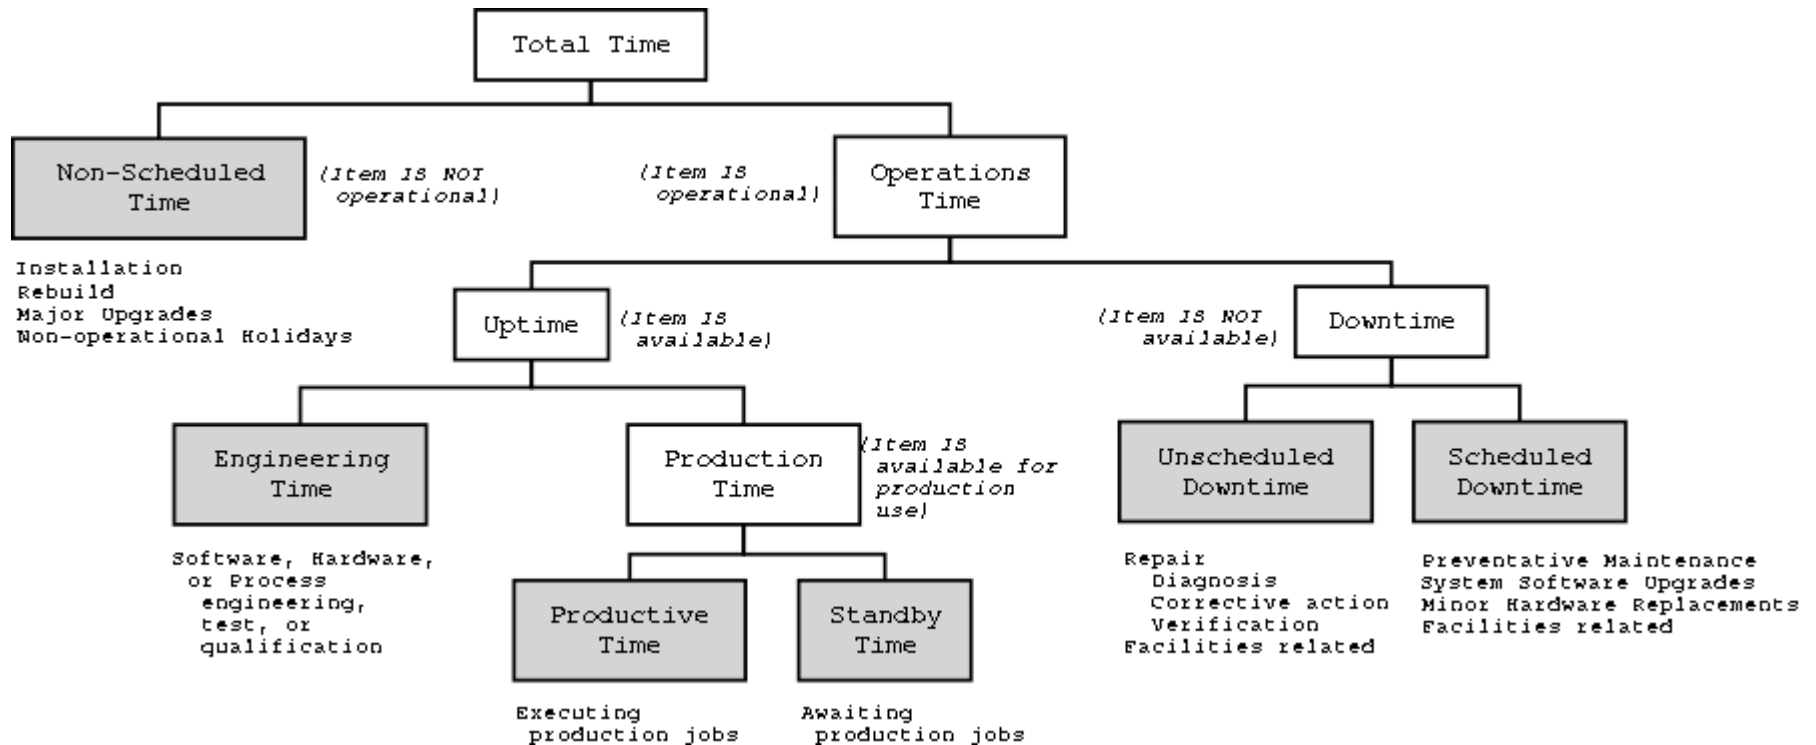 Total Time
Non-Scheduled
Time
(Item IS NOT
operational)
(Item IS
operational)
Operations
Time
Installation
Rebuild
Major Upgrades
Non-operational Holidays
Uptime
(Item IS
available)
(Item IS NOT
available)
Downtime
Engineering
Time
Production
Time
(Item IS
available for
production
use)
Unscheduled
Downtime
Scheduled
Downtime
Software, Hardware,
or Process
engineering,
test, or
qualification
Productive
Time
Standby
Time
Repair
Diagnosis
Corrective action
Verification
Facilities related
Preventative Maintenance
System Software Upgrades
Minor Hardware Replacements
Facilities related
Executing
production jobs
Awaiting
production jobs